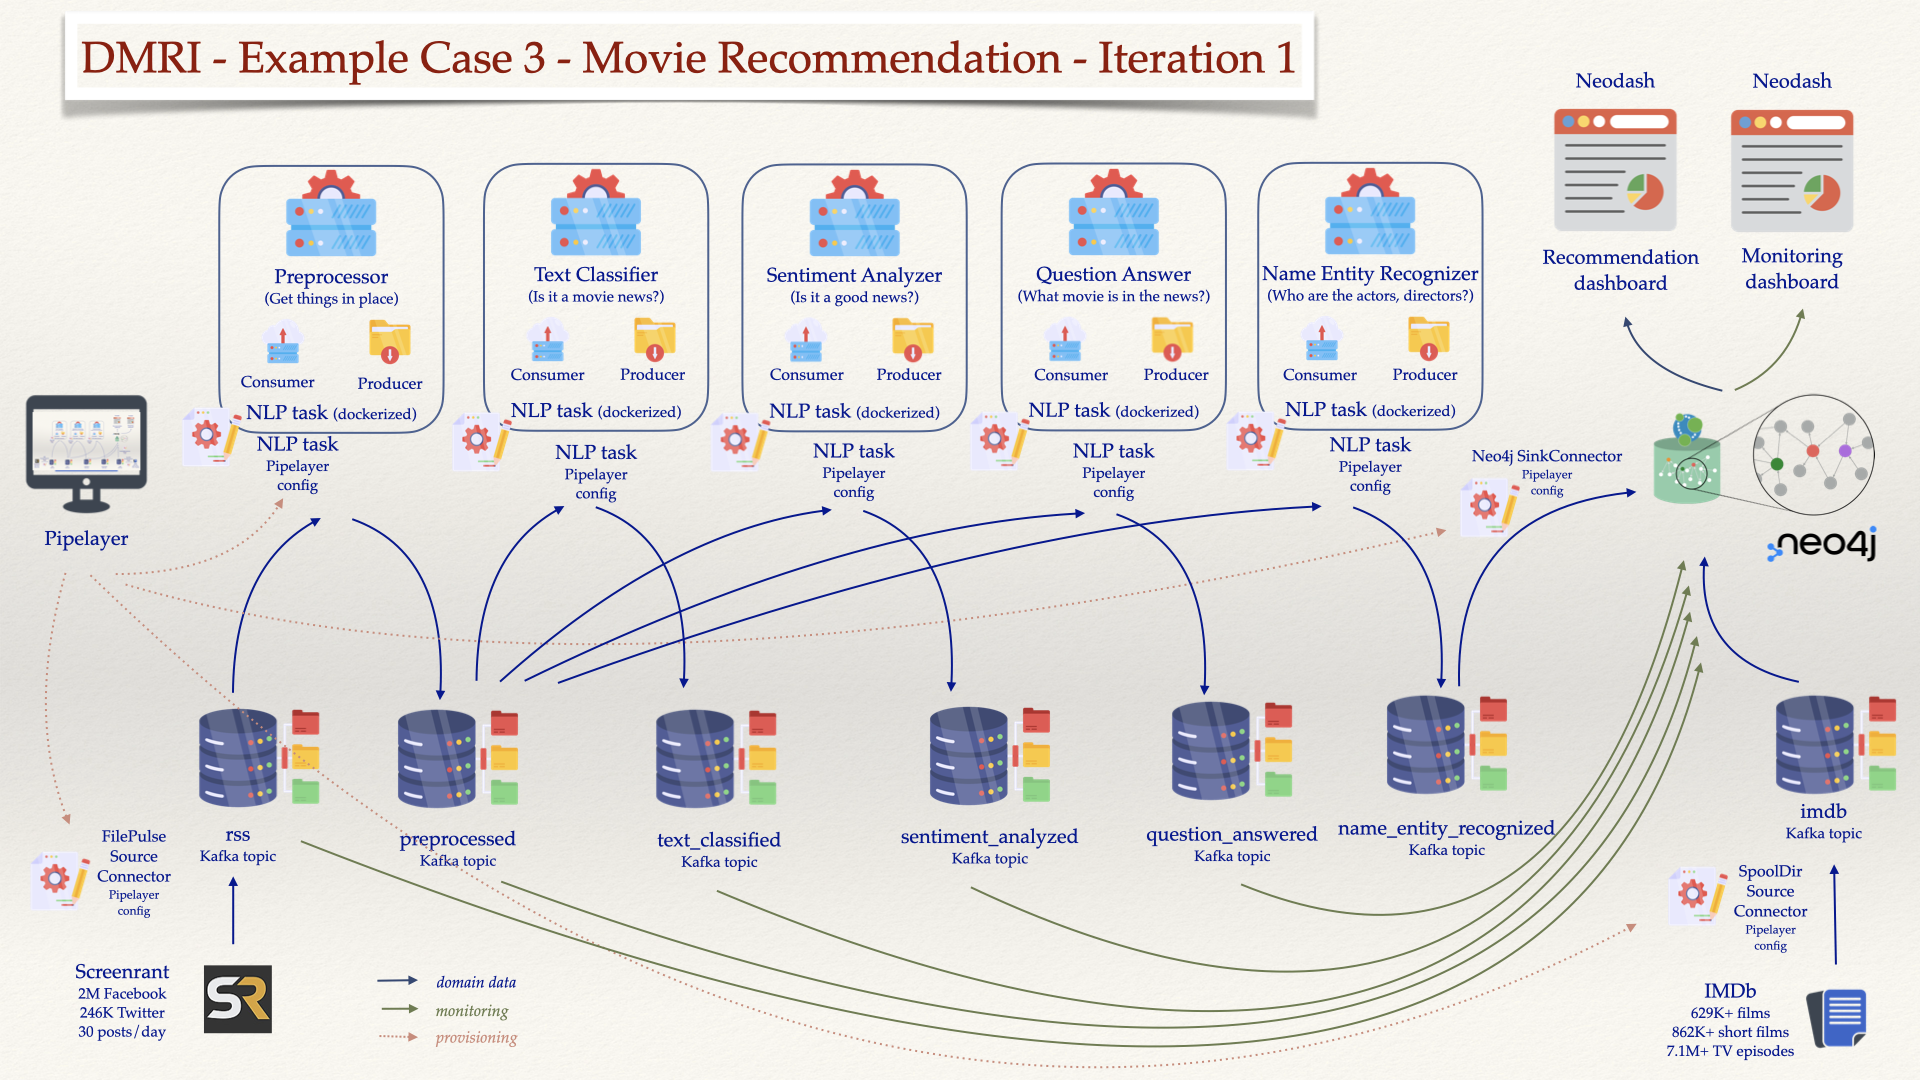 DMRI - Example Case 3 - Movie Recommendation - Iteration 1
Neodash
Recommendation
dashboard
Neodash
Monitoring
dashboard
Preprocessor
(Get things in place)
Consumer
Producer
NLP task (dockerized)
NLP task
Pipelayer
config
Text Classifier
(Is it a movie news?)
Consumer
Producer
NLP task (dockerized)
NLP task
Pipelayer
config
Sentiment Analyzer
(Is it a good news?)
Consumer
Producer
NLP task (dockerized)
NLP task
Pipelayer
config
Question Answer
(What movie is in the news?)
Consumer
Producer
NLP task (dockerized)
NLP task
Pipelayer
config
Name Entity Recognizer
(Who are the actors, directors?)
Consumer
Producer
NLP task (dockerized)
NLP task
Pipelayer
config
Neo4j SinkConnector
Pipelayer
config
neo4j
Pipelayer
FilePulse
Source
Connector
Pipelayer
config
rss
Kafka topic
preprocessed
Kafka topic
text_classified
Kafka topic
sentiment_analyzed
Kafka topic
question_answered
Kafka topic
name_entity_recognized
Kafka topic
imdb
Kafka topic
SpoolDir
Source
Connector
Pipelayer
config
Screenrant
2M Facebook
246K Twitter
30 posts/day
SR
domain data
monitoring
provisioning
IMDb
629K+ films
862K+ short films
7.1M+ TV episodes